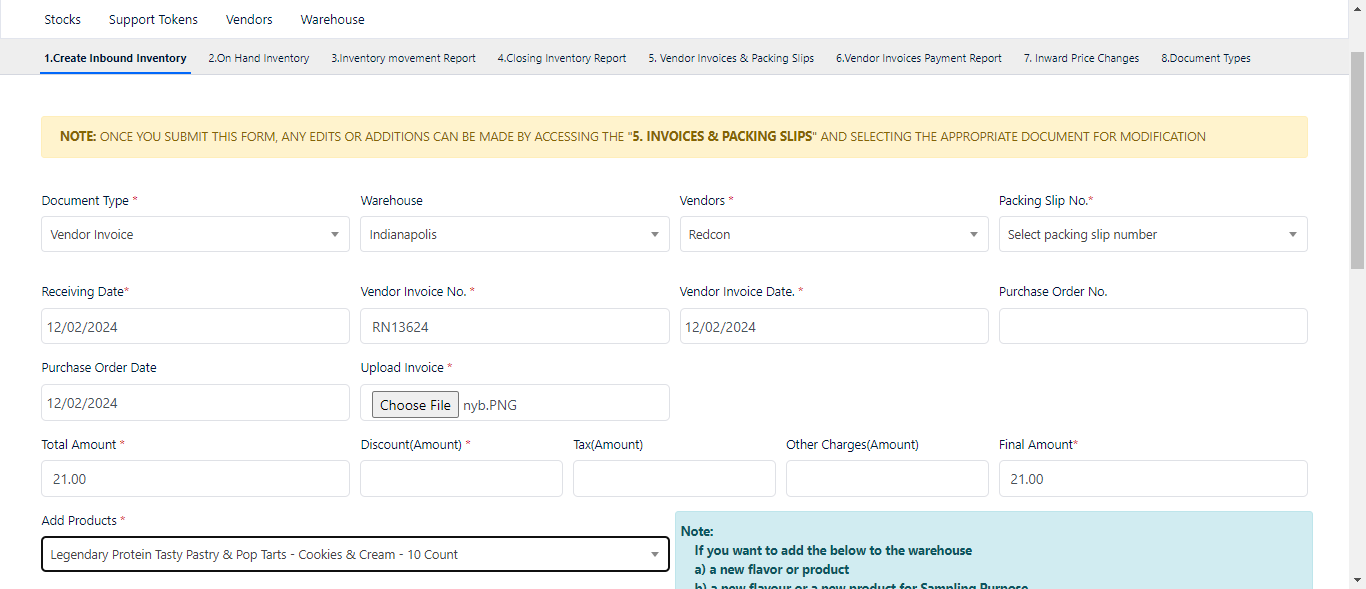 Stocks Support Tokens Vendors Warehouse
1.Create Inbound Inventory 2.On Hand Inventory 3.Inventory movement Report 4.Closing Inventory Report 5. Vendor Invoices & Packing Slips 6.Vendor Invoices Payment Report 7. Inward Price Changes 8.Document Types
NOTE: ONCE YOU SUBMIT THIS FORM, ANY EDITS OR ADDITIONS CAN BE MADE BY ACCESSING THE "5. INVOICES & PACKING SLIPS" AND SELECTING THE APPROPRIATE DOCUMENT FOR MODIFICATION
Document Type * Warehouse Vendors * Packing Slip No.*
Vendor Invoice Indianapolis Redcon Select packing slip number
Receiving Date* Vendor Invoice No. * Vendor Invoice Date. * Purchase Order No.
12/02/2024 RN13624 12/02/2024
Purchase Order Date Upload Invoice *
12/02/2024 Choose File nyb.PNG
Total Amount * Discount(Amount) * Tax(Amount) Other Charges(Amount) Final Amount*
21.00 21.00
Add Products *
Legendary Protein Tasty Pastry & Pop Tarts - Cookies & Cream - 10 Count
Note:
If you want to add the below to the warehouse
a) a new flavor or product
b) a new flavour or a new product for Sampling Purpose